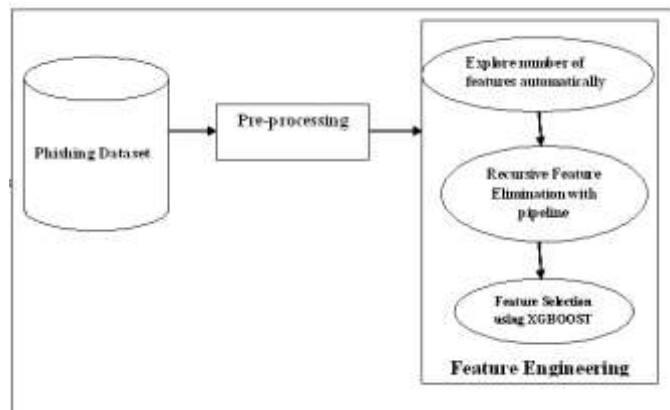 Phishing Dataset
Pre-processing
Explore number of
features automatically
Recursive Feature
Elimination with
pipeline
Feature Selection
using XGBOOST
Feature Engineering